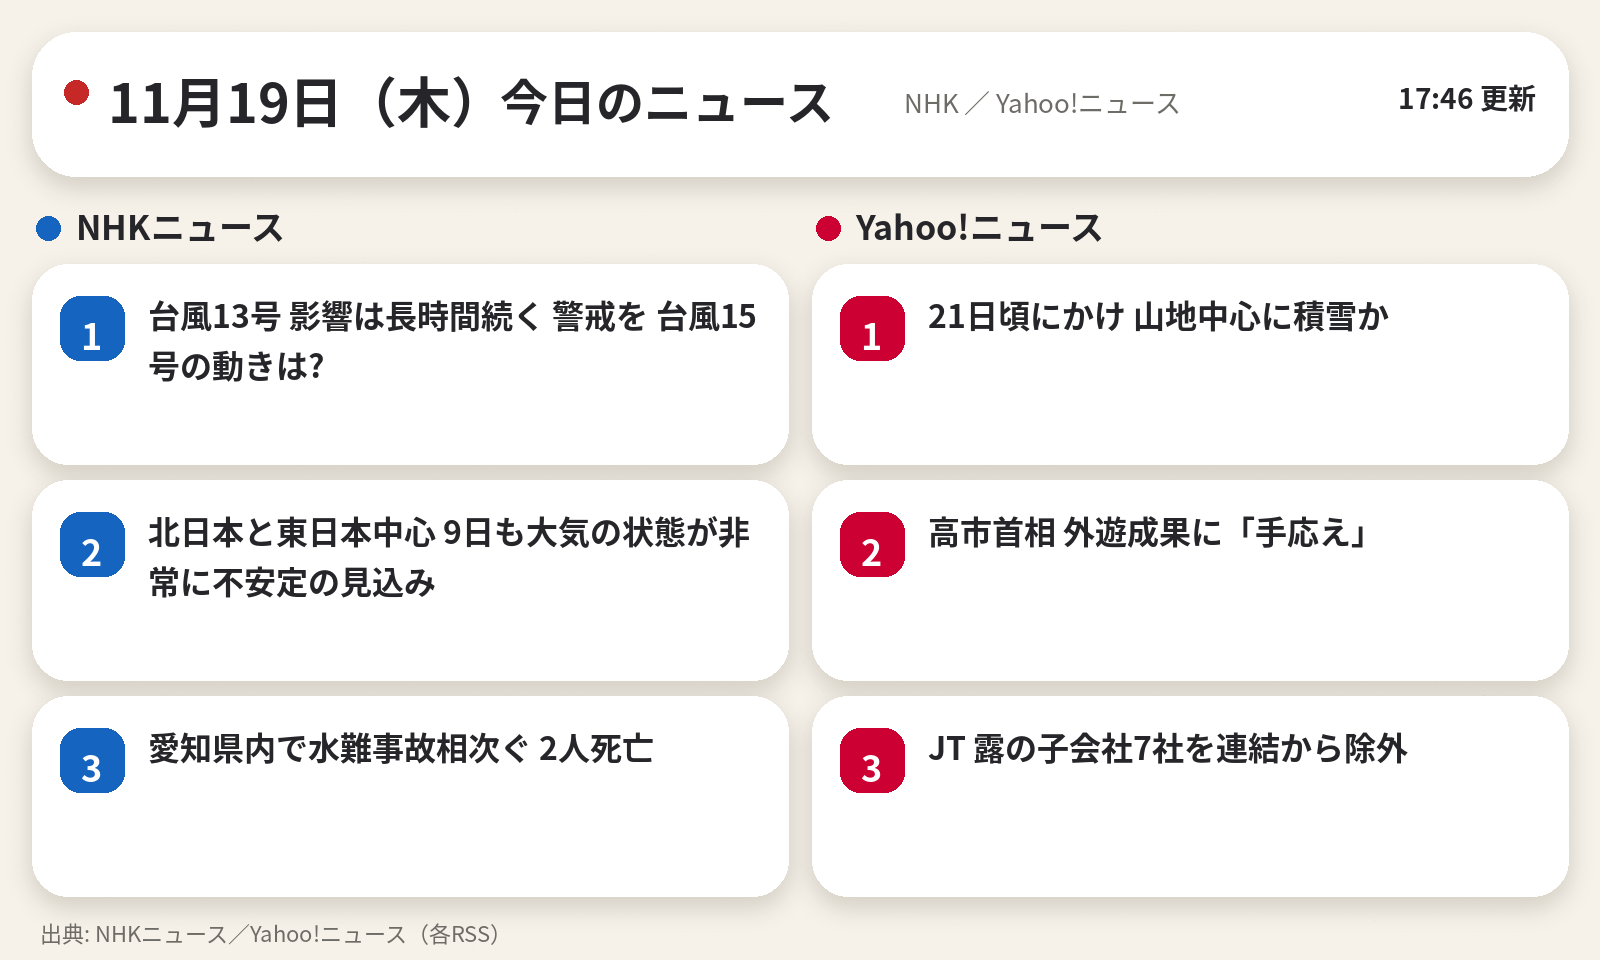 11月19日（木）今日のニュース
NHK ／ Yahoo!ニュース
17:46 更新
NHKニュース
1
台風13号 影響は長時間続く 警戒を 台風15
号の動きは?
2
北日本と東日本中心 9日も大気の状態が非
常に不安定の見込み
3
愛知県内で水難事故相次ぐ 2人死亡
Yahoo!ニュース
1
21日頃にかけ 山地中心に積雪か
2
高市首相 外遊成果に「手応え」
3
JT 露の子会社7社を連結から除外
出典: NHKニュース／Yahoo!ニュース（各RSS）